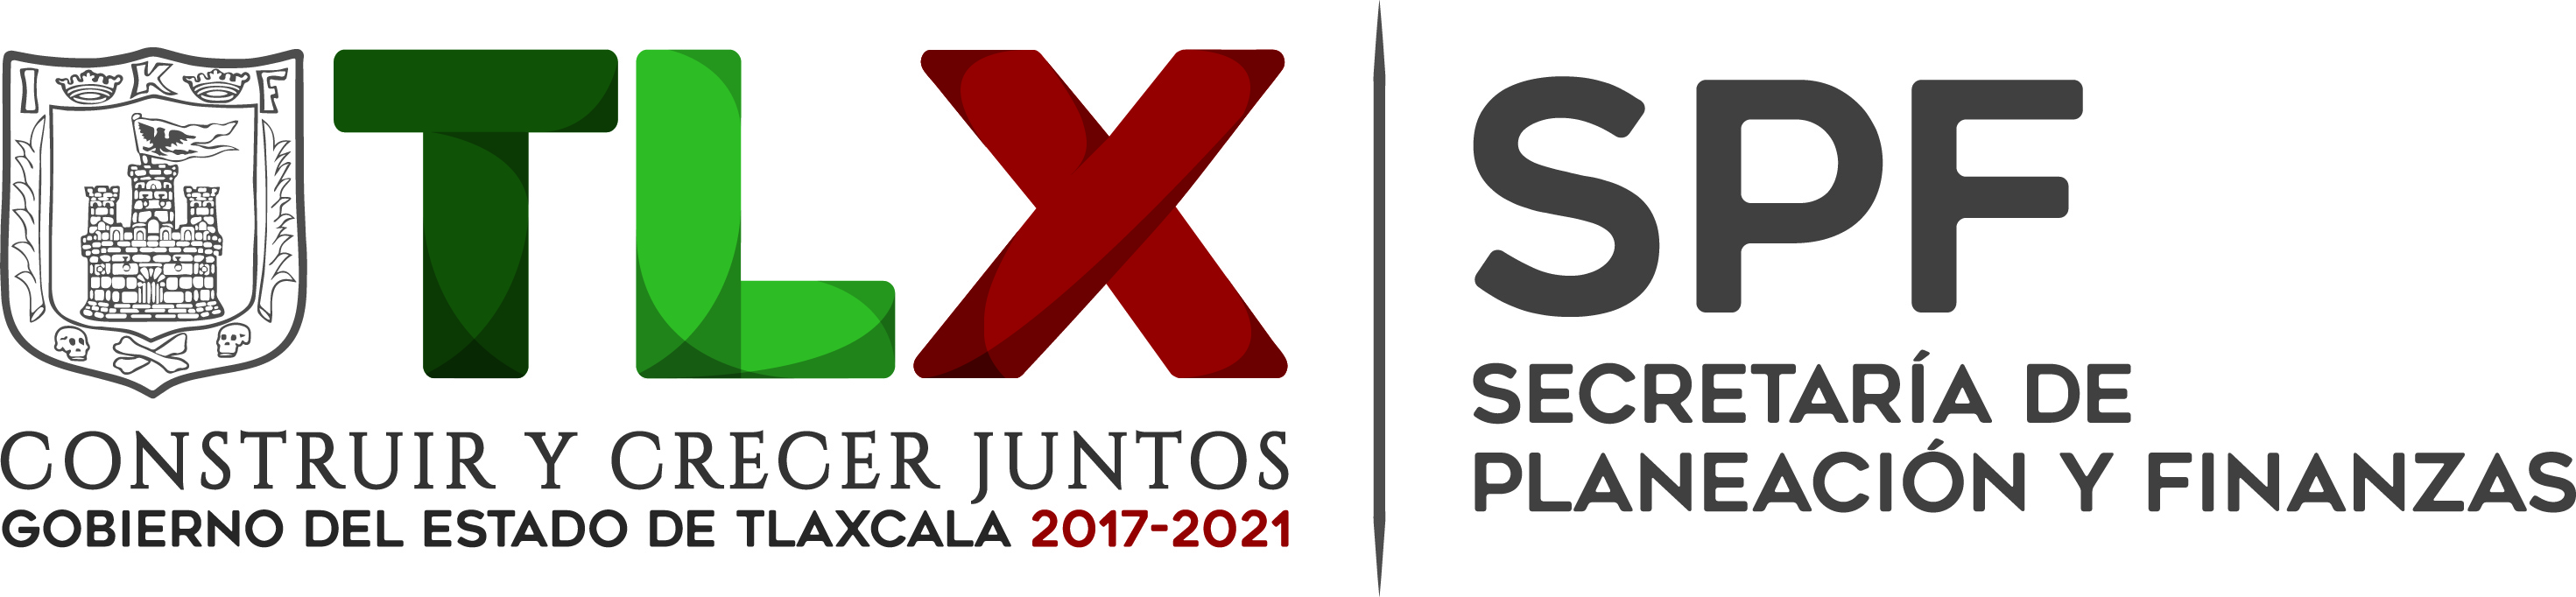 I K F
TLX
CONSTRUIR Y CRECER JUNTOS
GOBIERNO DEL ESTADO DE TLAXCALA 2017-2021
SPF
SECRETARÍA DE
PLANEACIÓN Y FINANZAS